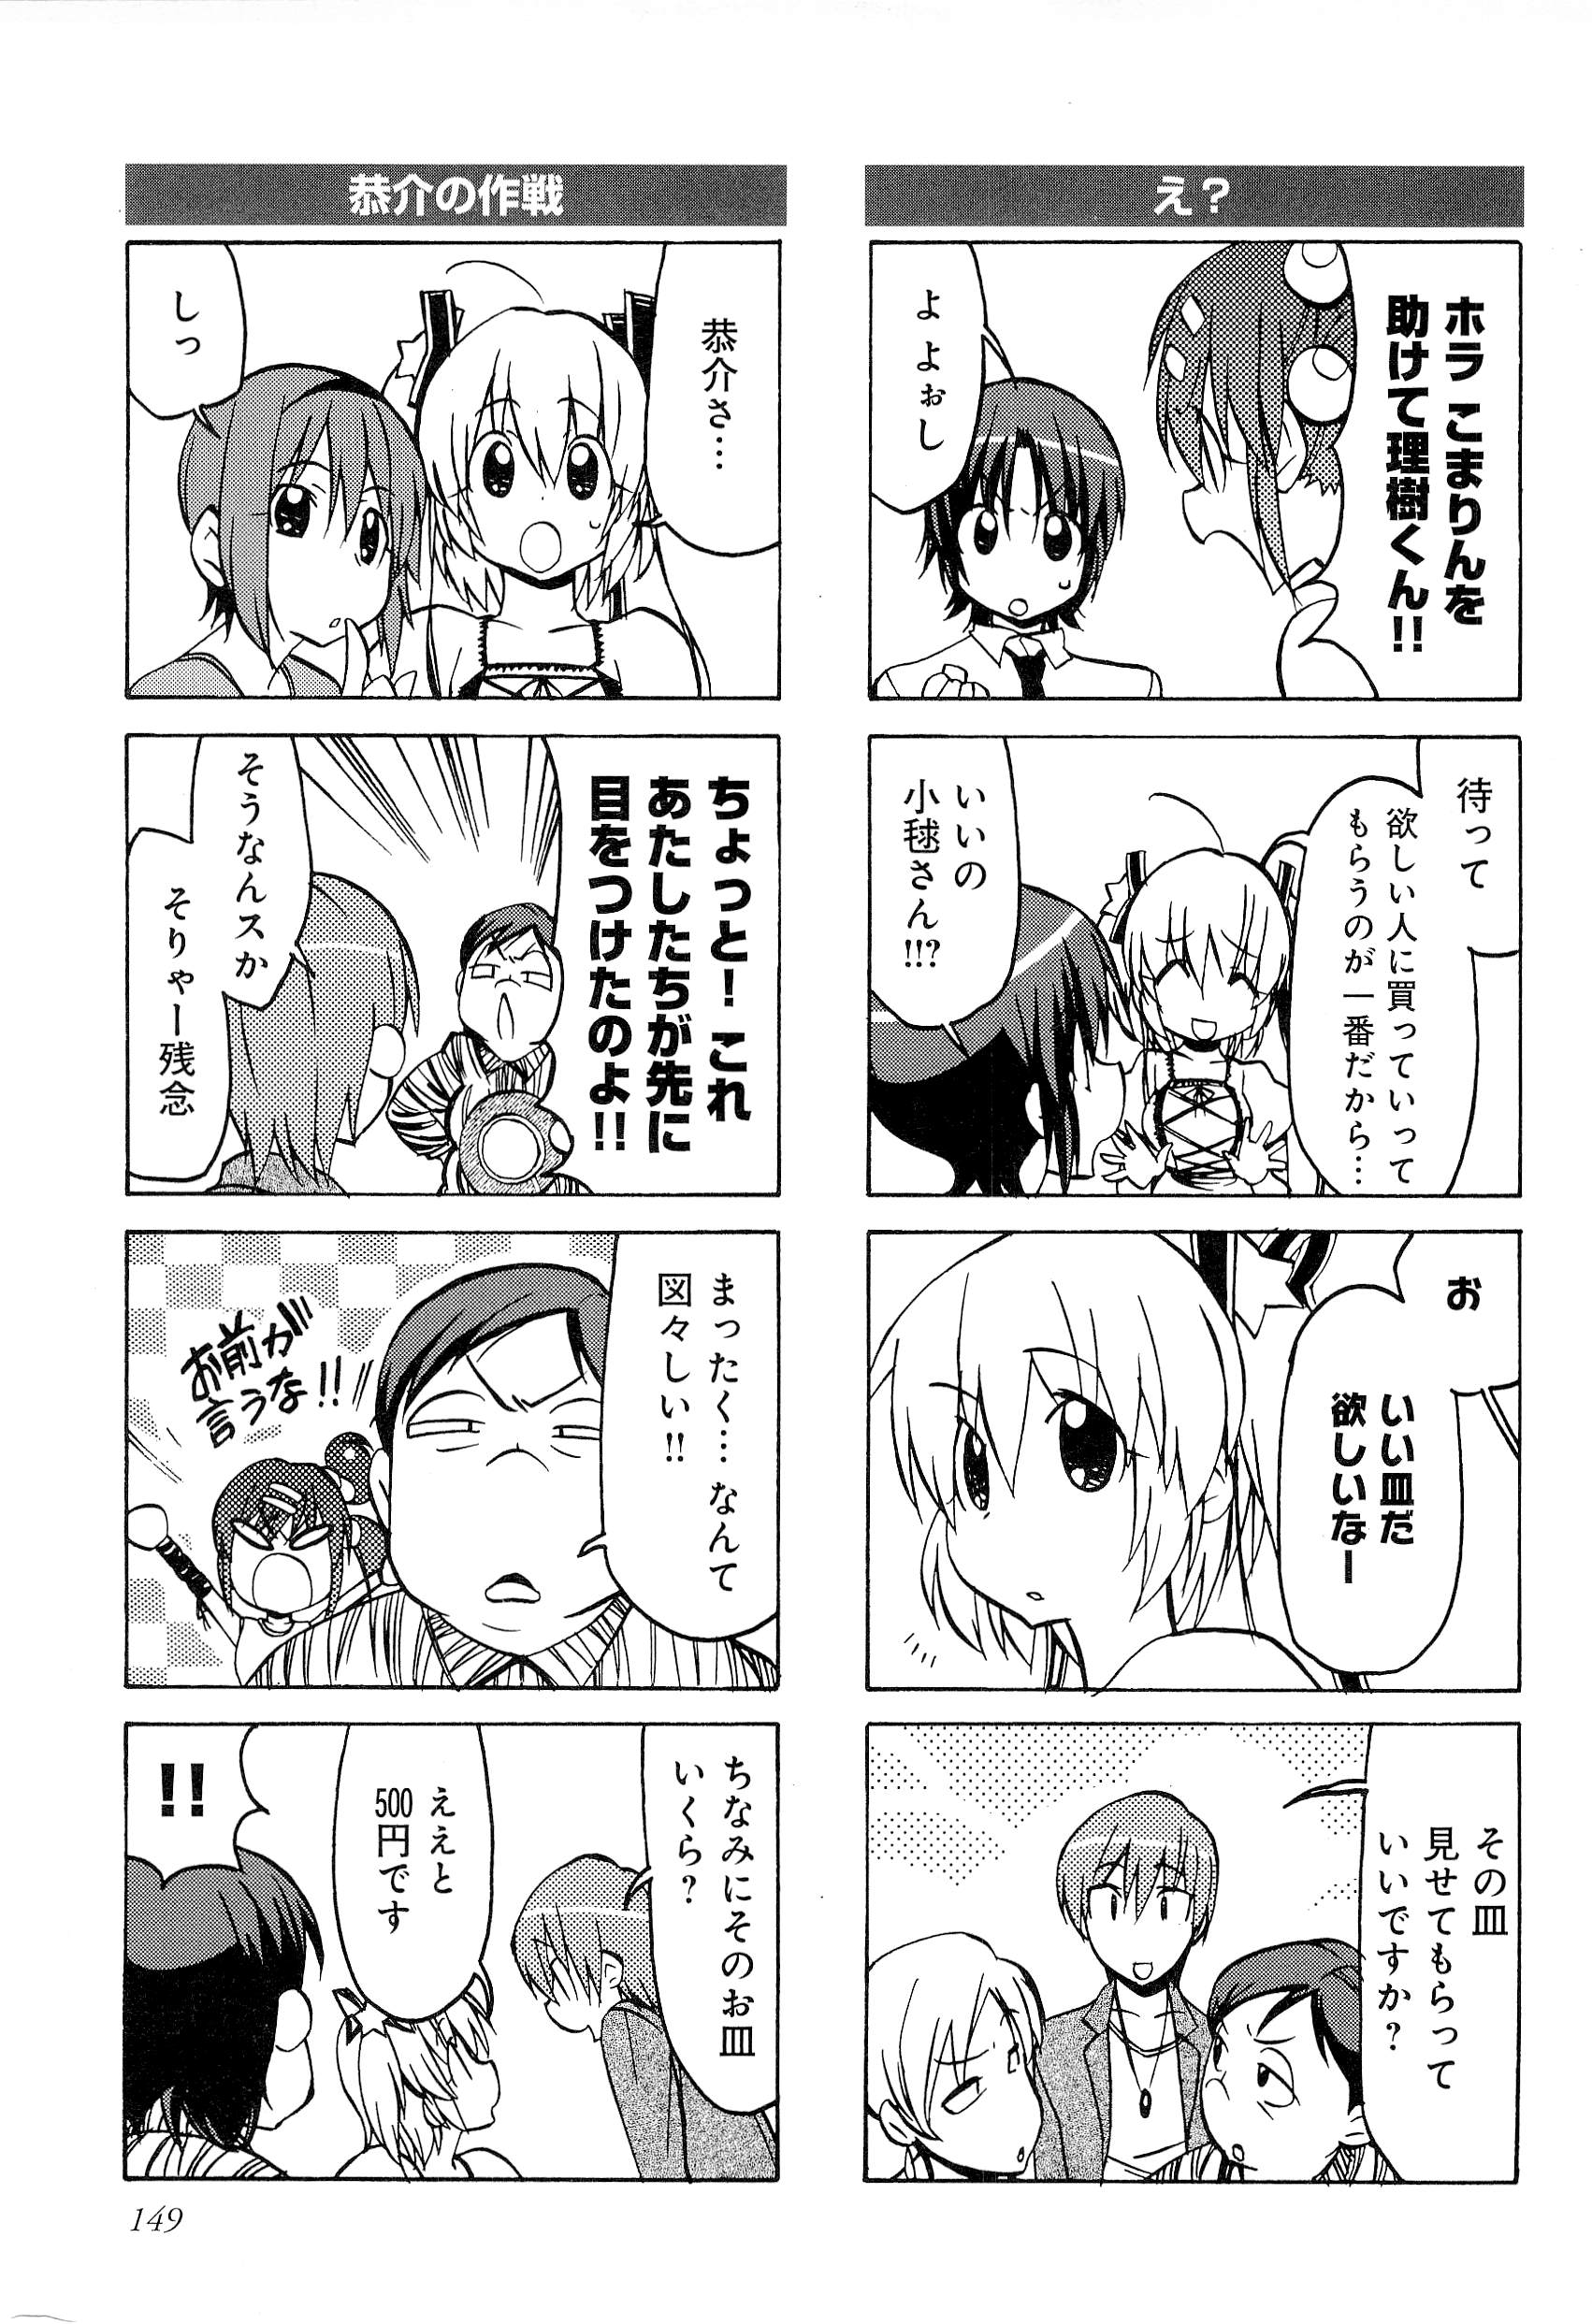 え？
ホラ こまりんを
助けて理樹くん!!
よ よぉし
待って
欲しい人に買っていって
もらうのが一番だから…
いいの
小毬さん!!?
お
いい皿だ
欲しいなー
その皿
見せてもらって
いいですか？
恭介の作戦
恭介さ…
しっ
ちょっと！これ
あたしたちが先に
目をつけたのよ!!
そうなんスか
そりゃー残念
まったく…なんて
図々しい!!
お前が
言うな!!
ちなみにそのお皿
いくら？
ええと
500円です
!!
149